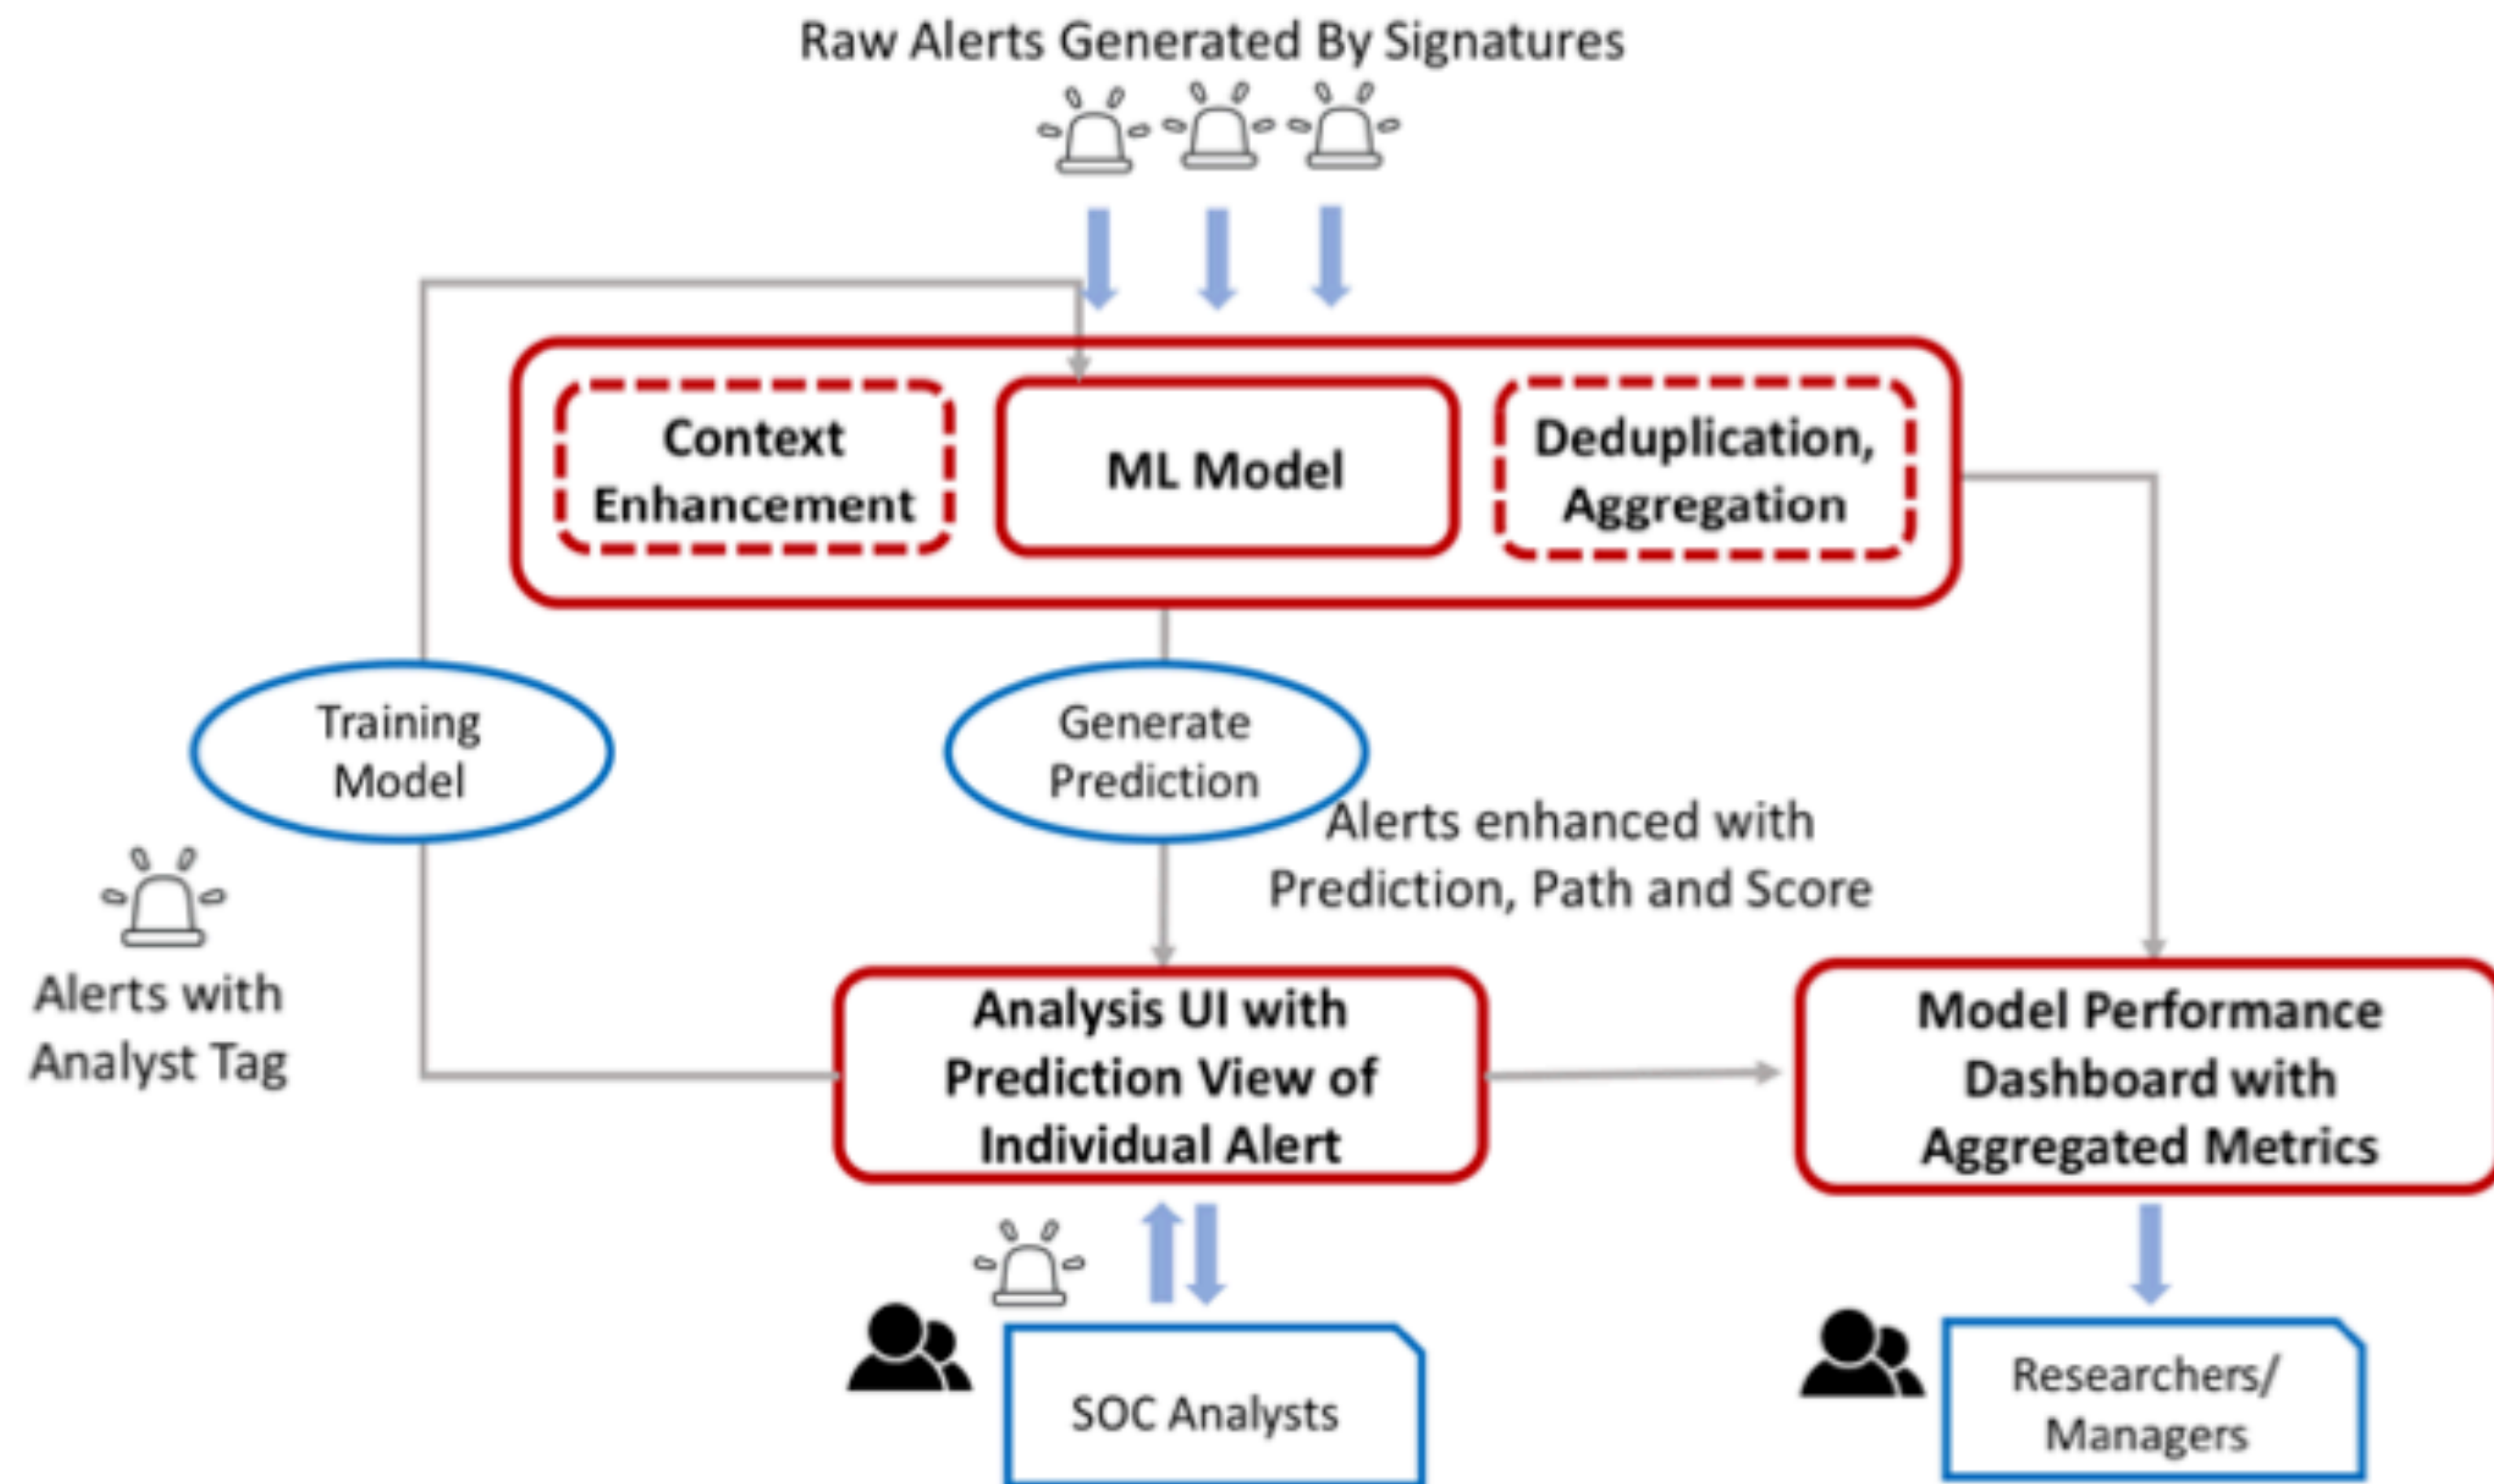 Raw Alerts Generated By Signatures
Context
Enhancement
ML Model
Deduplication,
Aggregation
Training
Model
Generate
Prediction
Alerts enhanced with
Prediction, Path and Score
Alerts with
Analyst Tag
Analysis UI with
Prediction View of
Individual Alert
Model Performance
Dashboard with
Aggregated Metrics
SOC Analysts
Researchers/
Managers